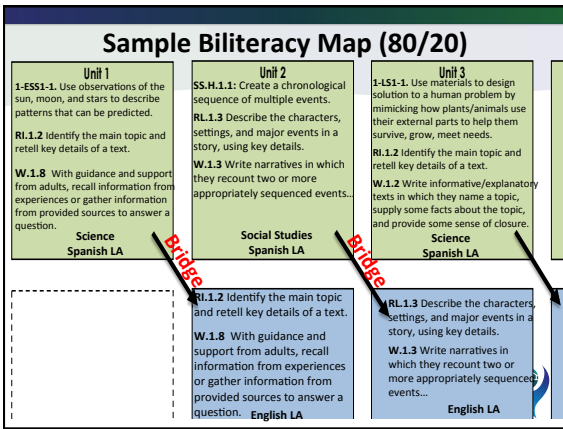 Sample Biliteracy Map (80/20)
Unit 1
1-ESS1-1. Use observations of the
sun, moon, and stars to describe
patterns that can be predicted.
RI.1.2 Identify the main topic and
retell key details of a text.
W.1.8 With guidance and support
from adults, recall information from
experiences or gather information
from provided sources to answer a
question.
Science
Spanish LA
Unit 2
SS.H.1.1: Create a chronological
sequence of multiple events.
RL.1.3 Describe the characters,
settings, and major events in a
story, using key details.
W.1.3 Write narratives in which
they recount two or more
appropriately sequenced events...
Social Studies
Spanish LA
Unit 3
1-LS1-1. Use materials to design
solution to a human problem by
mimicking how plants/animals use
their external parts to help them
survive, grow, meet needs.
RI.1.2 Identify the main topic and
retell key details of a text.
W.1.2 Write informative/explanatory
texts in which they name a topic,
supply some facts about the topic,
and provide some sense of closure.
Science
Spanish LA
Bridge
Bridge
RI.1.2 Identify the main topic
and retell key details of a text.
W.1.8 With guidance and
support from adults, recall
information from experiences
or gather information from
provided sources to answer a
question.
English LA
RL.1.3 Describe the characters,
settings, and major events in a
story, using key details.
W.1.3 Write narratives in
which they recount two or
more appropriately sequenced
events...
English LA